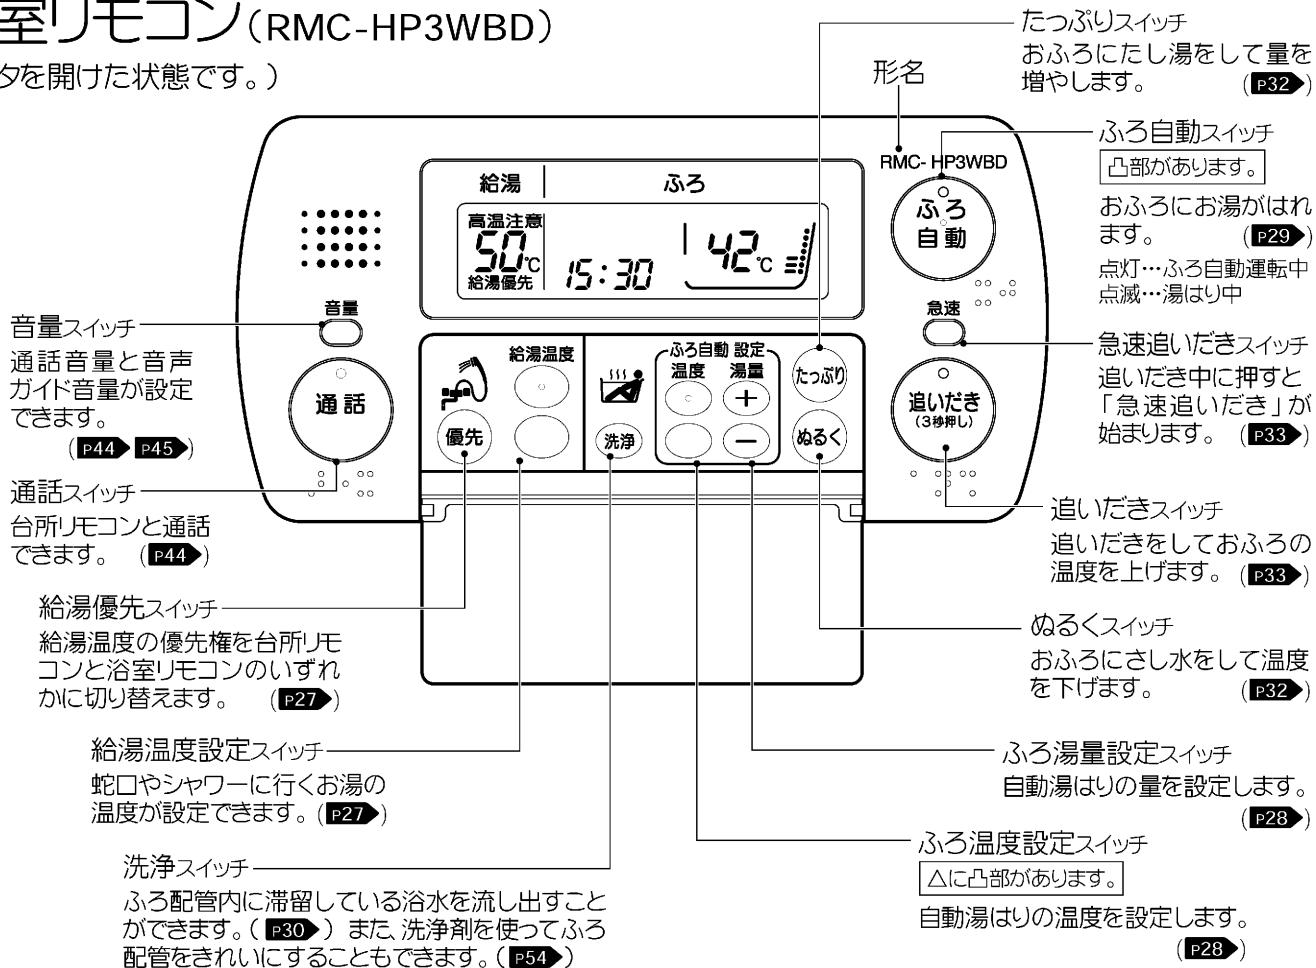 室リモコン(RMC-HP3WBD)
タを開けた状態です。)
たっぷりスイッチ
おふろにたし湯をして量を
増やします。 (P32)
形名
RMC- HP3WBD
ふろ自動スイッチ
凸部があります。
おふろにお湯がはれ
ます。 (P29)
点灯…ふろ自動運転中
点滅…湯はり中
急速追いだきスイッチ
追いだき中に押すと
「急速追いだき」が
始まります。 (P33)
追いだきスイッチ
追いだきをしておふろの
温度を上げます。 (P33)
ぬるくスイッチ
おふろにさし水をして温度
を下げます。 (P32)
ふろ湯量設定スイッチ
自動湯はりの量を設定します。
(P28)
ふろ温度設定スイッチ
△に凸部があります。
自動湯はりの温度を設定します。
(P28)
給湯 ふろ
高温注意
50℃
給湯優先
15:30
42℃
ふろ
自動
急速
追いだき
(3秒押し)
音量
通話
給湯温度
優先
洗浄
ふろ自動 設定
温度 湯量
+
−
たっぷり
ぬるく
音量スイッチ
通話音量と音声
ガイド音量が設定
できます。
(P44 P45)
通話スイッチ
台所リモコンと通話
できます。 (P44)
給湯優先スイッチ
給湯温度の優先権を台所リモ
コンと浴室リモコンのいずれ
かに切り替えます。 (P27)
給湯温度設定スイッチ
蛇口やシャワーに行くお湯の
温度が設定できます。(P27)
洗浄スイッチ
ふろ配管内に滞留している浴水を流し出すこと
ができます。(P30) また、洗浄剤を使ってふろ
配管をきれいにすることもできます。(P54)